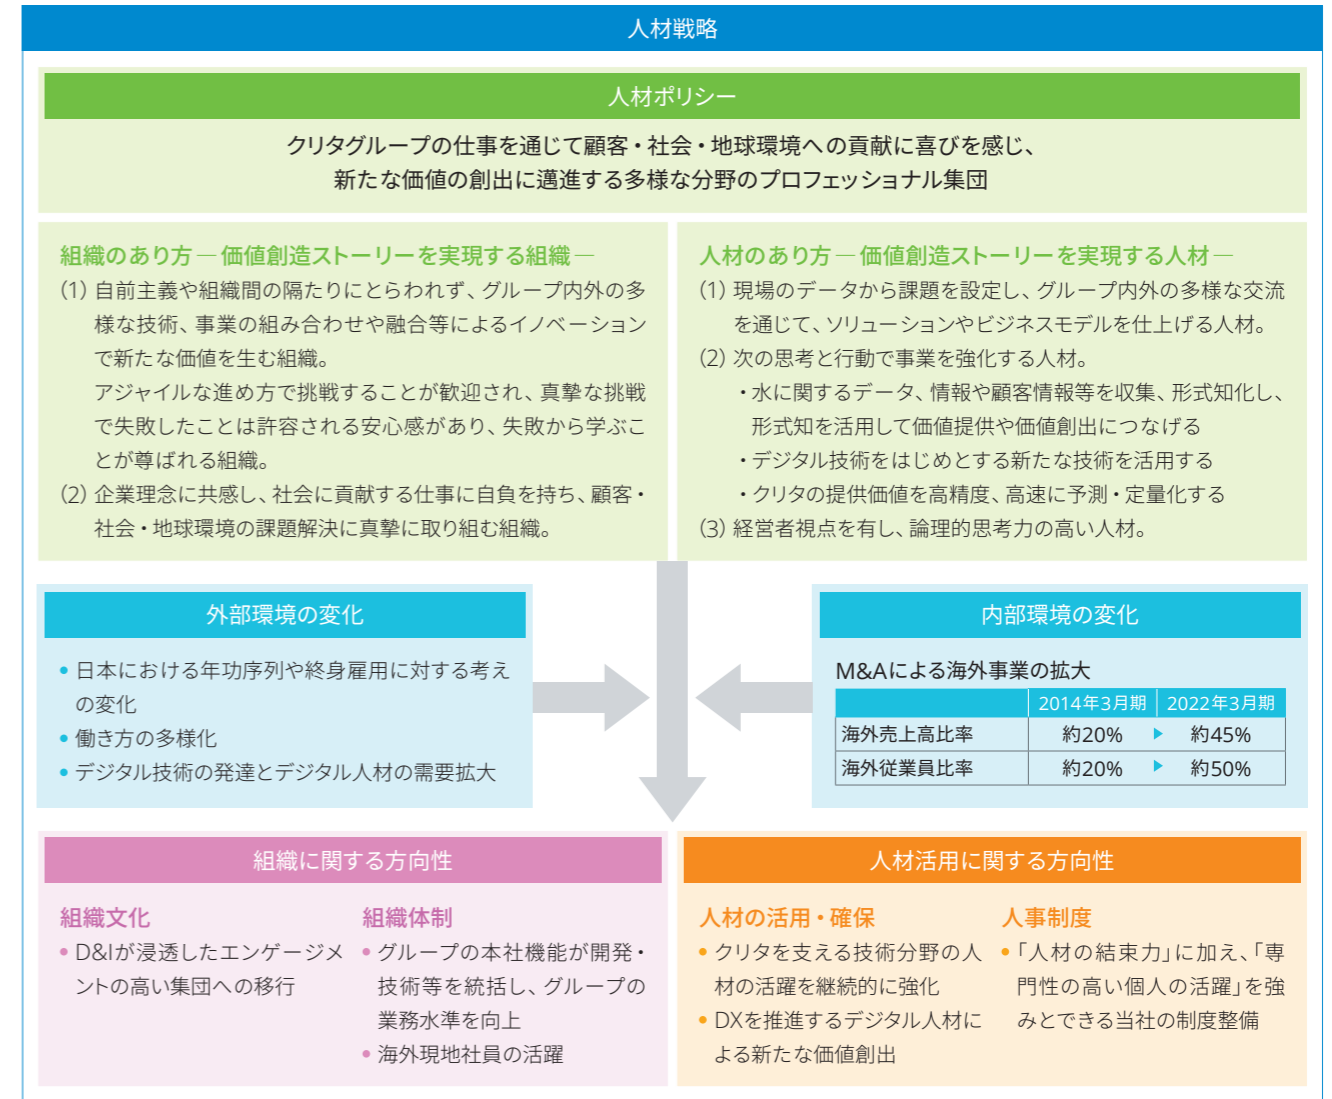 人材戦略
人材ポリシー
クリタグループの仕事を通じて顧客・社会・地球環境への貢献に喜びを感じ、
新たな価値の創出に邁進する多様な分野のプロフェッショナル集団
組織のあり方―価値創造ストーリーを実現する組織―
(1) 自前主義や組織間の隔たりにとらわれず、グループ内外の多
様な技術、事業の組み合わせや融合等によるイノベーション
で新たな価値を生む組織。
アジャイルな進め方で挑戦することが歓迎され、真摯な挑戦
で失敗したことは許容される安心感があり、失敗から学ぶこ
とが尊ばれる組織。
(2) 企業理念に共感し、社会に貢献する仕事に自負を持ち、顧客・
社会・地球環境の課題解決に真摯に取り組む組織。
人材のあり方―価値創造ストーリーを実現する人材―
(1) 現場のデータから課題を設定し、グループ内外の多様な交流
を通じて、ソリューションやビジネスモデルを仕上げる人材。
(2) 次の思考と行動で事業を強化する人材。
・水に関するデータ、情報や顧客情報等を収集、形式知化し、
形式知を活用して価値提供や価値創出につなげる
・デジタル技術をはじめとする新たな技術を活用する
・クリタの提供価値を高精度、高速に予測・定量化する
(3) 経営者視点を有し、論理的思考力の高い人材。
外部環境の変化
• 日本における年功序列や終身雇用に対する考え
の変化
• 働き方の多様化
• デジタル技術の発達とデジタル人材の需要拡大
内部環境の変化
M&Aによる海外事業の拡大
2014年3月期 2022年3月期
海外売上高比率 約20% ▶ 約45%
海外従業員比率 約20% ▶ 約50%
組織に関する方向性
組織文化
• D&Iが浸透したエンゲージメ
ントの高い集団への移行
組織体制
• グループの本社機能が開発・
技術等を統括し、グループの
業務水準を向上
• 海外現地社員の活躍
人材活用に関する方向性
人材の活用・確保
• クリタを支える技術分野の人
材の活躍を継続的に強化
• DXを推進するデジタル人材に
よる新たな価値創出
人事制度
• 「人材の結束力」に加え、「専
門性の高い個人の活躍」を強
みとできる当社の制度整備